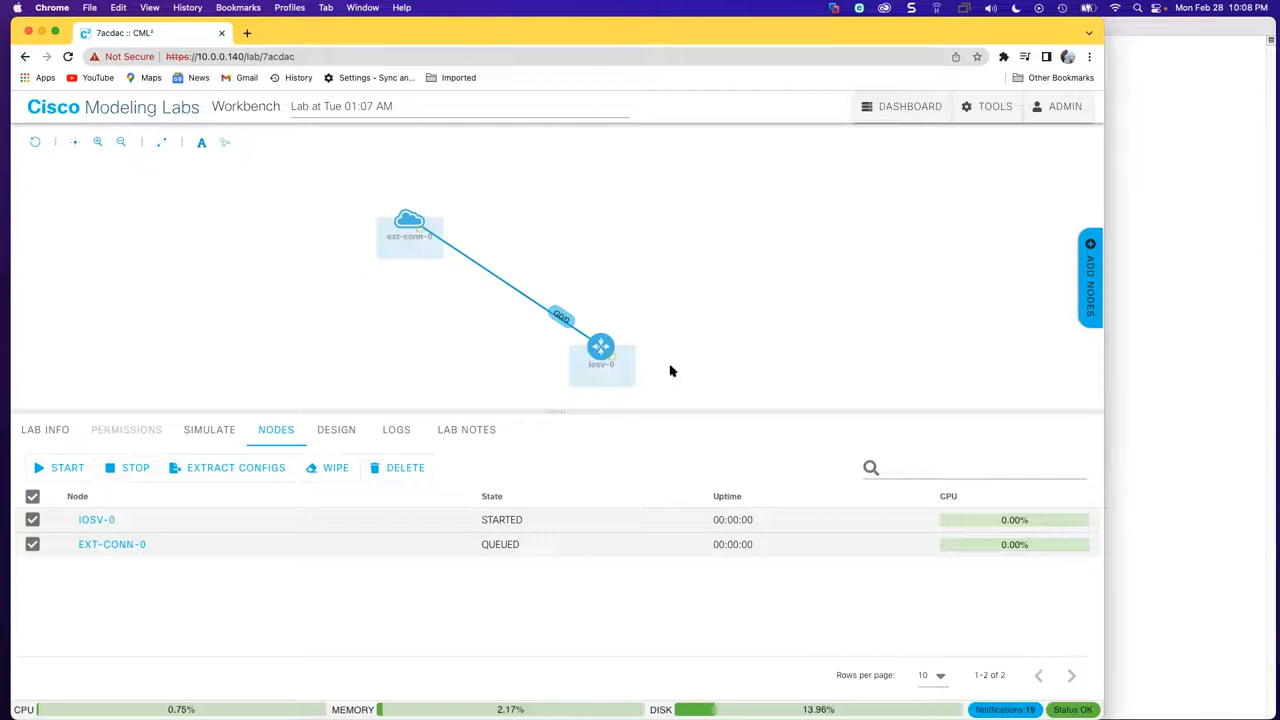 Chrome File Edit View History Bookmarks Profiles Tab Window Help Mon Feb 28 10:08 PM
7acdac :: CML²
Not Secure https://10.0.0.140/lab/7acdac
Apps YouTube Maps News Gmail History Settings - Sync an... Imported Other Bookmarks
Cisco Modeling Labs Workbench Lab at Tue 01:07 AM DASHBOARD TOOLS ADMIN
A
ext-conn-0
ADD NODES
G0/0
iosv-0
LAB INFO PERMISSIONS SIMULATE NODES DESIGN LOGS LAB NOTES
START STOP EXTRACT CONFIGS WIPE DELETE
Node State Uptime CPU
IOSV-0 STARTED 00:00:00 0.00%
EXT-CONN-0 QUEUED 00:00:00 0.00%
Rows per page: 10 1-2 of 2
CPU 0.75% MEMORY 2.17% DISK 13.96% Notifications 19 Status OK